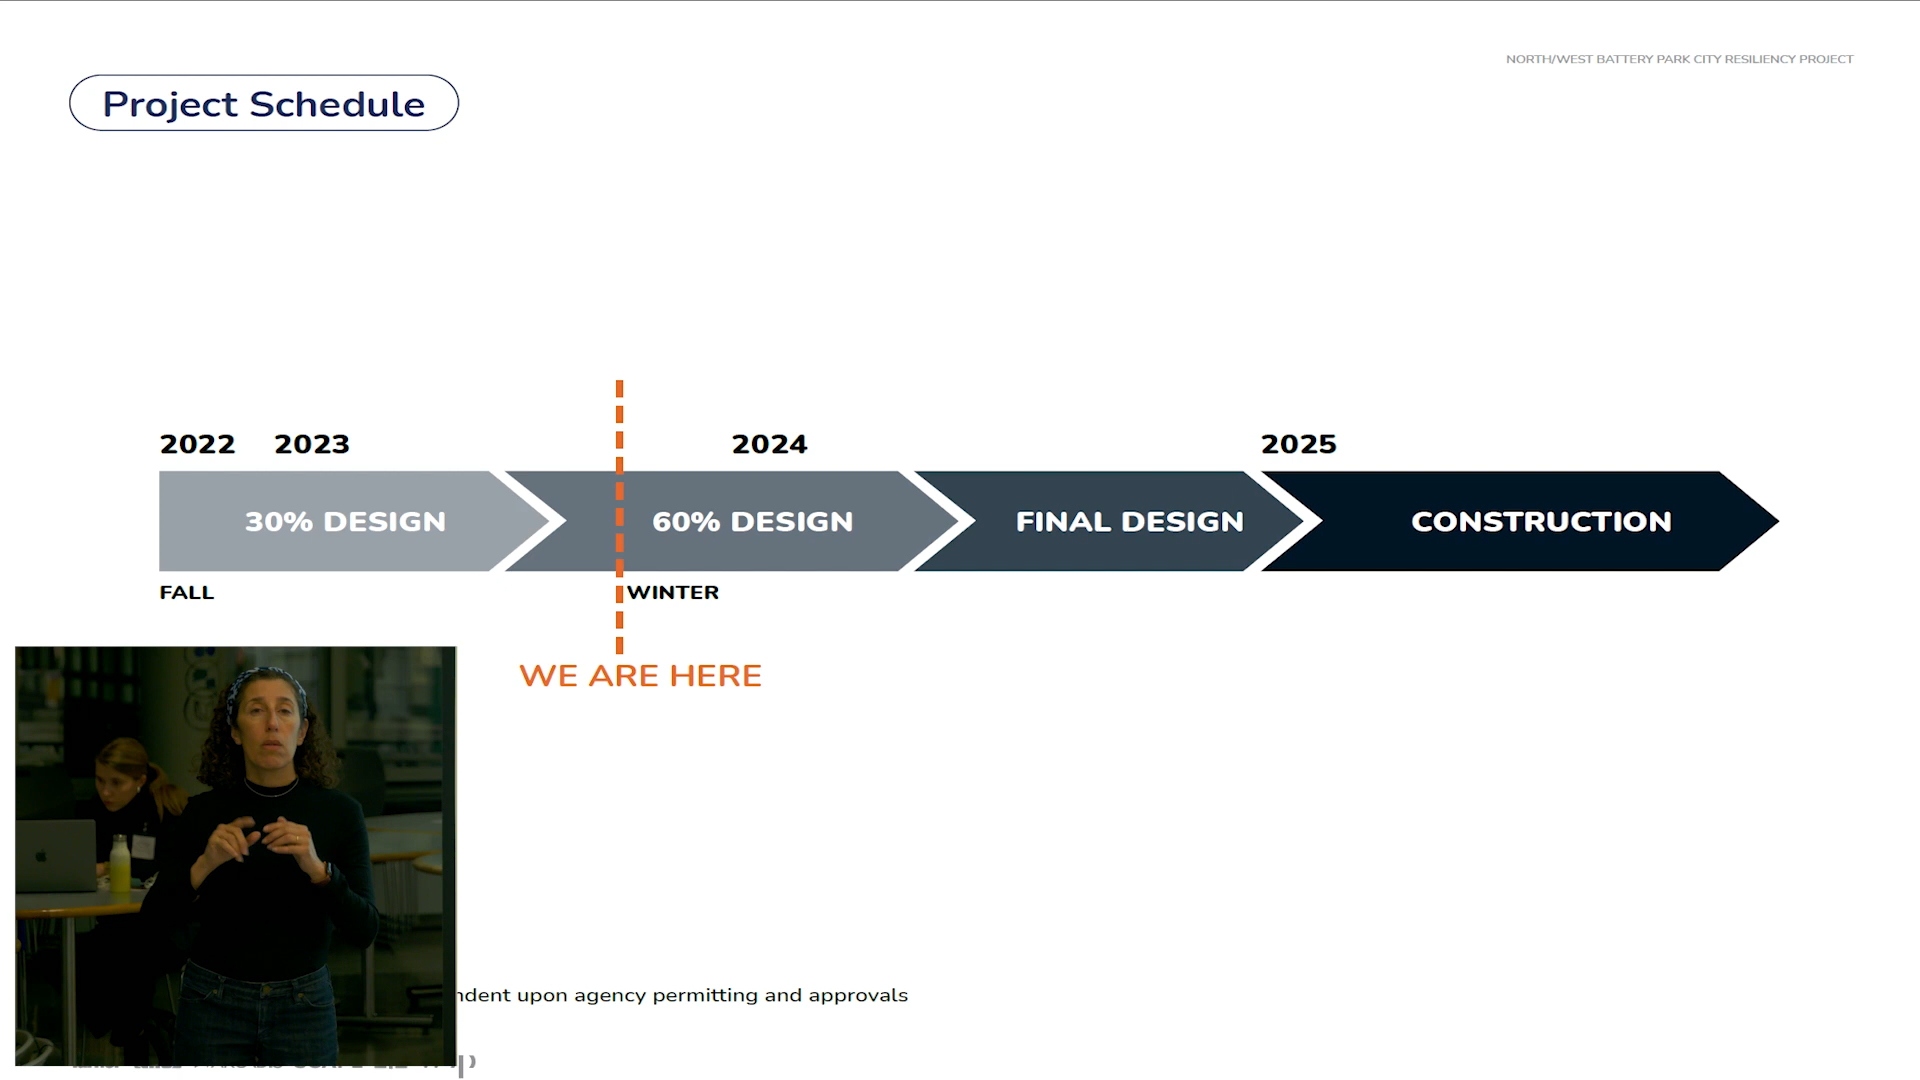 NORTH/WEST BATTERY PARK CITY RESILIENCY PROJECT
Project Schedule
2022 2023 2024 2025
30% DESIGN 60% DESIGN FINAL DESIGN CONSTRUCTION
FALL WINTER
WE ARE HERE
upon agency permitting and approvals